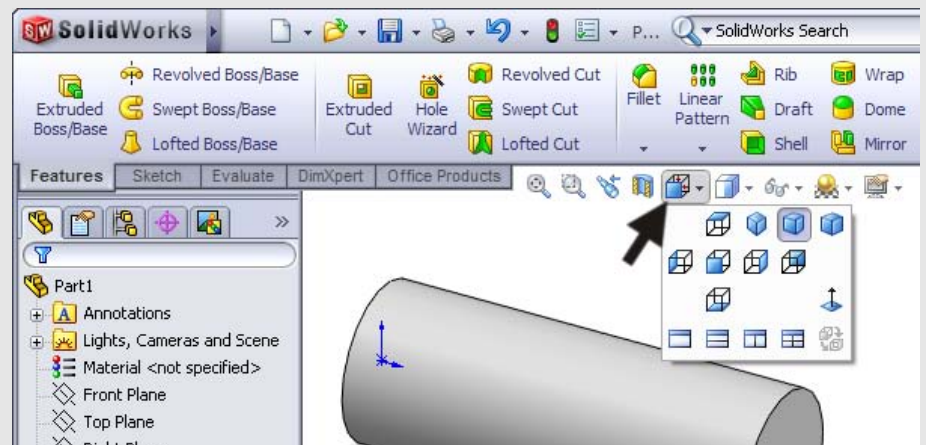 SolidWorks P... SolidWorks Search
Extruded Boss/Base
Revolved Boss/Base
Swept Boss/Base
Lofted Boss/Base
Extruded Cut
Hole Wizard
Revolved Cut
Swept Cut
Lofted Cut
Fillet
Linear Pattern
Rib
Draft
Shell
Wrap
Dome
Mirror
Features Sketch Evaluate DimXpert Office Products
»
Part1
A Annotations
Lights, Cameras and Scene
Material <not specified>
Front Plane
Top Plane
Right Plane